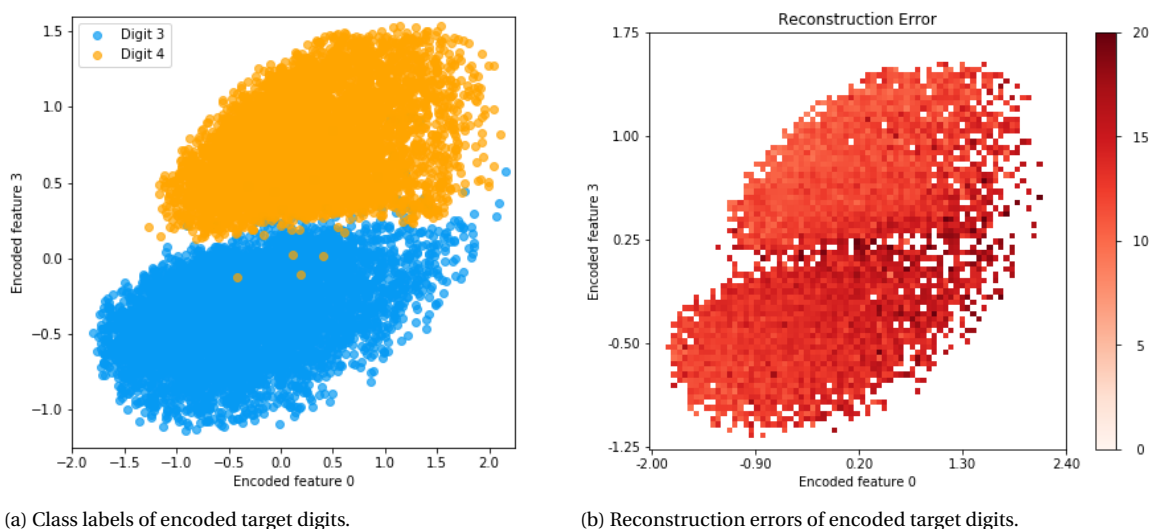 Digit 3
Digit 4
1.5
1.0
0.5
0.0
−0.5
−1.0
Encoded feature 3
−2.0 −1.5 −1.0 −0.5 0.0 0.5 1.0 1.5 2.0
Encoded feature 0
(a) Class labels of encoded target digits.
Reconstruction Error
1.75
1.00
0.25
-0.50
-1.25
Encoded feature 3
-2.00 -0.90 0.20 1.30 2.40
Encoded feature 0
20
15
10
5
0
(b) Reconstruction errors of encoded target digits.